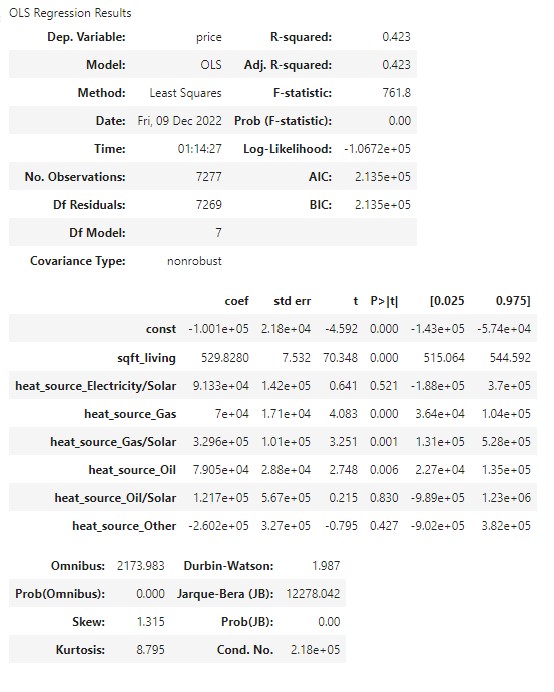 OLS Regression Results
Dep. Variable: price R-squared: 0.423
Model: OLS Adj. R-squared: 0.423
Method: Least Squares F-statistic: 761.8
Date: Fri, 09 Dec 2022 Prob (F-statistic): 0.00
Time: 01:14:27 Log-Likelihood: -1.0672e+05
No. Observations: 7277 AIC: 2.135e+05
Df Residuals: 7269 BIC: 2.135e+05
Df Model: 7
Covariance Type: nonrobust
coef std err t P>|t| [0.025 0.975]
const -1.001e+05 2.18e+04 -4.592 0.000 -1.43e+05 -5.74e+04
sqft_living 529.8280 7.532 70.348 0.000 515.064 544.592
heat_source_Electricity/Solar 9.133e+04 1.42e+05 0.641 0.521 -1.88e+05 3.7e+05
heat_source_Gas 7e+04 1.71e+04 4.083 0.000 3.64e+04 1.04e+05
heat_source_Gas/Solar 3.296e+05 1.01e+05 3.251 0.001 1.31e+05 5.28e+05
heat_source_Oil 7.905e+04 2.88e+04 2.748 0.006 2.27e+04 1.35e+05
heat_source_Oil/Solar 1.217e+05 5.67e+05 0.215 0.830 -9.89e+05 1.23e+06
heat_source_Other -2.602e+05 3.27e+05 -0.795 0.427 -9.02e+05 3.82e+05
Omnibus: 2173.983 Durbin-Watson: 1.987
Prob(Omnibus): 0.000 Jarque-Bera (JB): 12278.042
Skew: 1.315 Prob(JB): 0.00
Kurtosis: 8.795 Cond. No. 2.18e+05